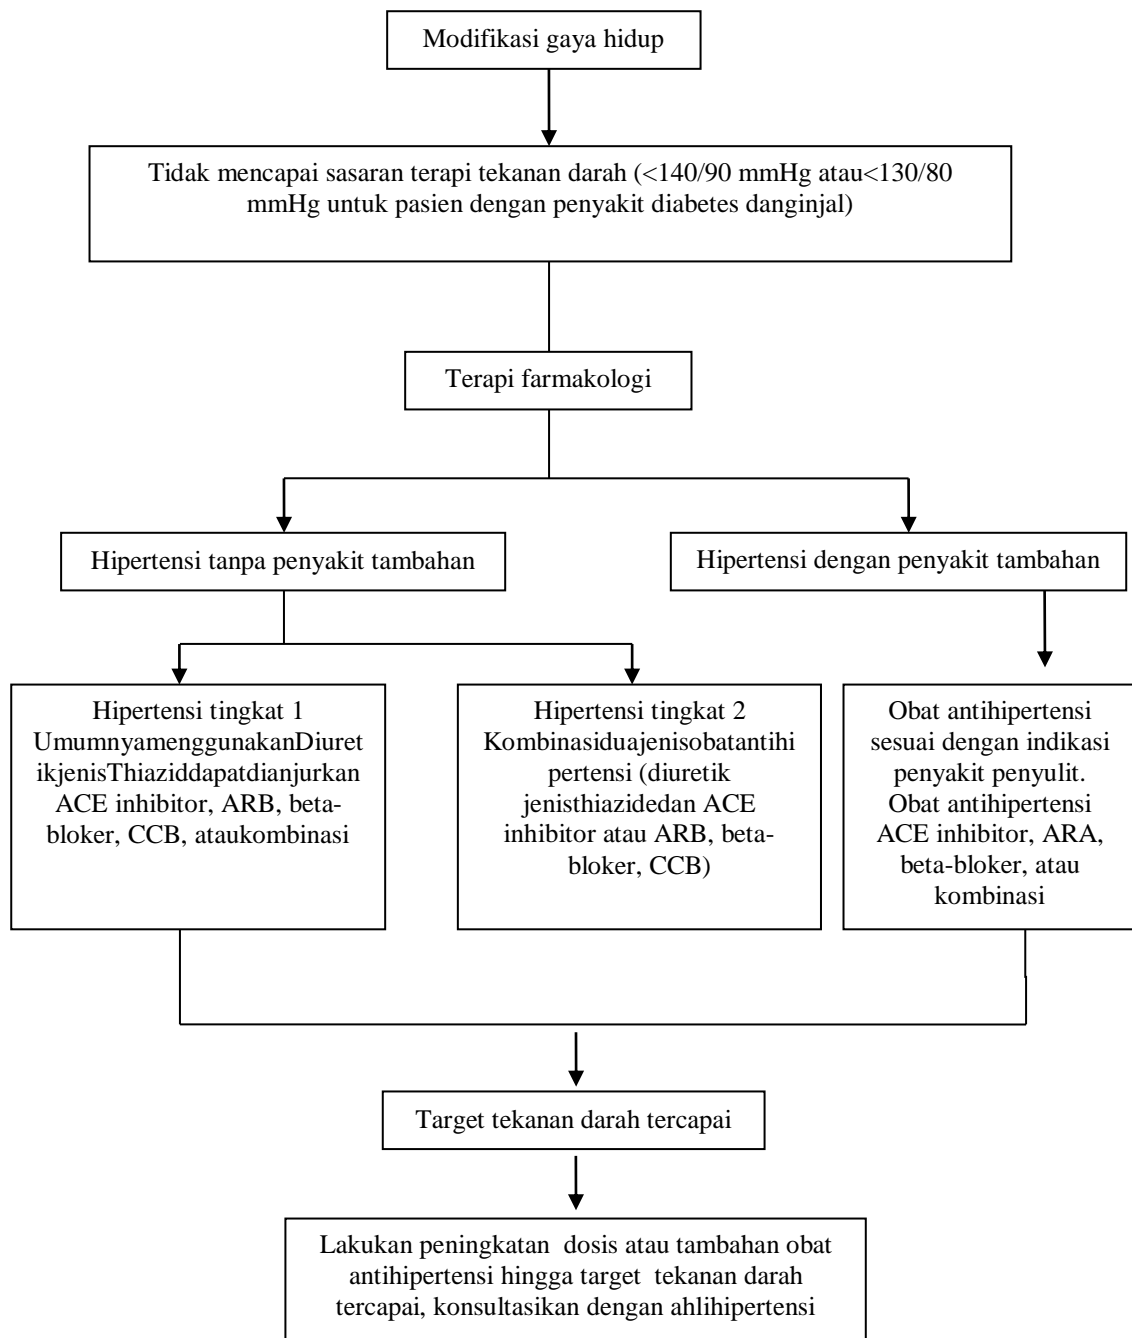 Modifikasi gaya hidup
Tidak mencapai sasaran terapi tekanan darah (<140/90 mmHg atau<130/80
mmHg untuk pasien dengan penyakit diabetes danginjal)
Terapi farmakologi
Hipertensi tanpa penyakit tambahan
Hipertensi dengan penyakit tambahan
Hipertensi tingkat 1
UmumnyamenggunakanDiuret
ikjenisThiaziddapatdianjurkan
ACE inhibitor, ARB, beta-
bloker, CCB, ataukombinasi
Hipertensi tingkat 2
Kombinasiduajenisobatantihi
pertensi (diuretik
jenisthiazidedan ACE
inhibitor atau ARB, beta-
bloker, CCB)
Obat antihipertensi
sesuai dengan indikasi
penyakit penyulit.
Obat antihipertensi
ACE inhibitor, ARA,
beta-bloker, atau
kombinasi
Target tekanan darah tercapai
Lakukan peningkatan  dosis atau tambahan obat
antihipertensi hingga target  tekanan darah
tercapai, konsultasikan dengan ahlihipertensi